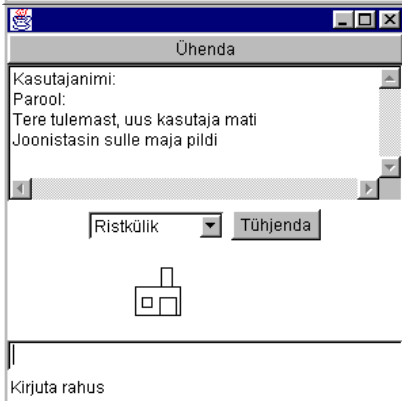 Ühenda
Kasutajanimi:
Parool:
Tere tulemast, uus kasutaja mati
Joonistasin sulle maja pildi
Ristkülik
Tühjenda
Kirjuta rahus